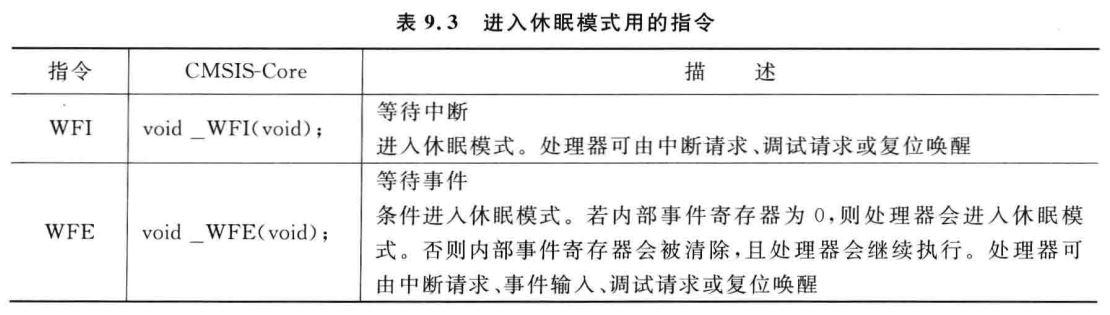 表 9.3 进入休眠模式用的指令
指令 CMSIS-Core 描 述
WFI void _WFI(void); 等待中断
进入休眠模式。处理器可由中断请求、调试请求或复位唤醒
WFE void _WFE(void); 等待事件
条件进入休眠模式。若内部事件寄存器为 0,则处理器会进入休眠模
式。否则内部事件寄存器会被清除,且处理器会继续执行。处理器可
由中断请求、事件输入、调试请求或复位唤醒